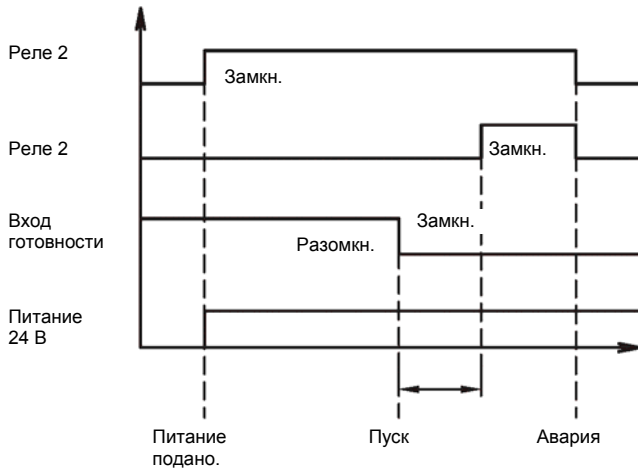 Реле 2
Замкн.
Реле 2
Замкн.
Вход
готовности
Замкн.
Разомкн.
Питание
24 В
Питание
подано.
Пуск
Авария